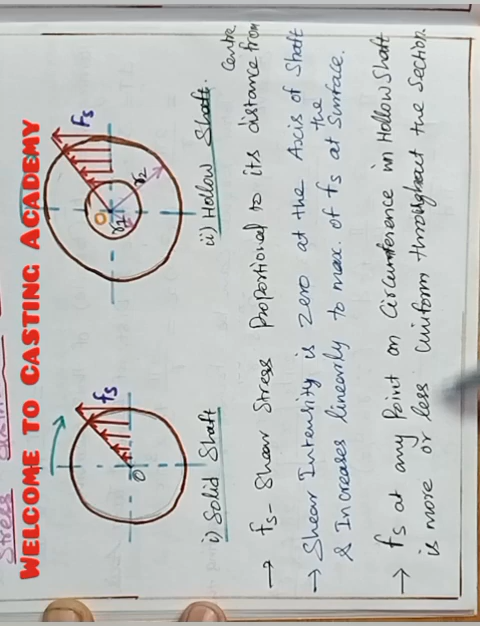 Stress
WELCOME TO CASTING ACADEMY
fs
O
i) Solid Shaft
fs
O
r1
r2
ii) Hollow Shaft.
→ fs - Shear Stress proportional to its distance from Centre
→ Shear Intensity is zero at the Axis of Shaft
& Increases linearly to max. of fs at the Surface.
→ fs at any Point on Circumference in Hollow Shaft
is more or less Uniform throughout the Section.